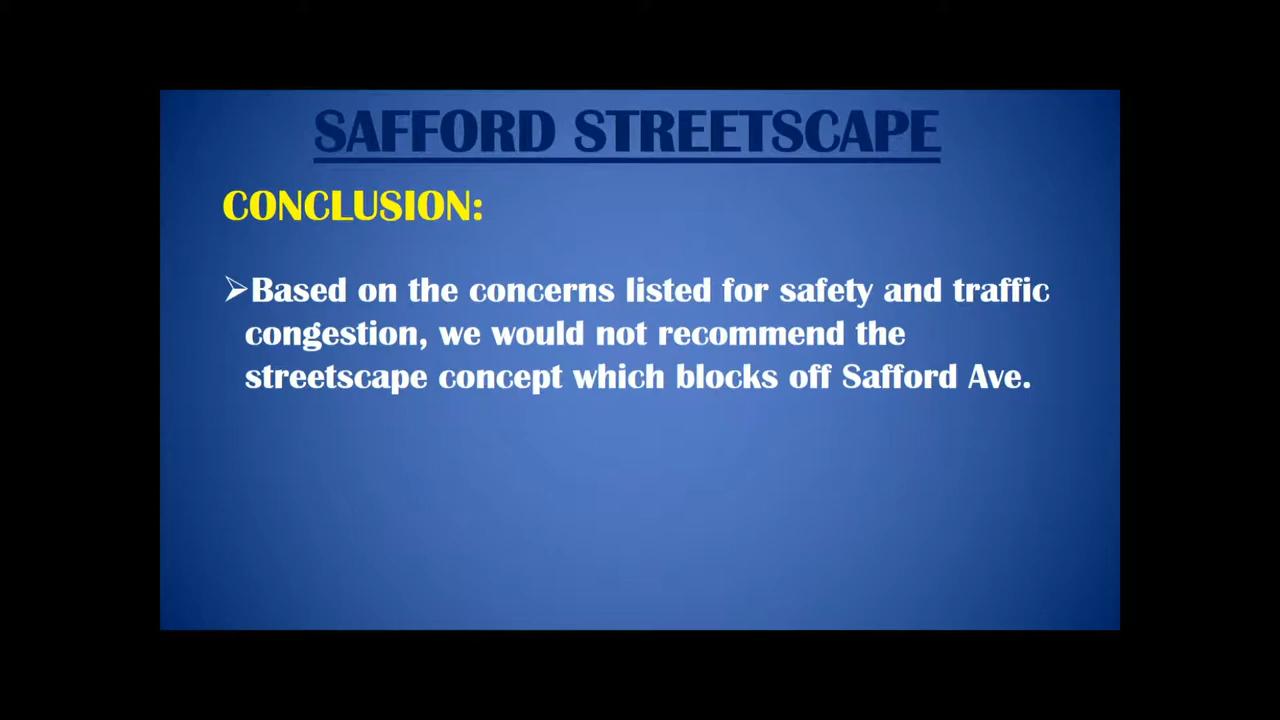 SAFFORD STREETSCAPE
CONCLUSION:
➢Based on the concerns listed for safety and traffic
congestion, we would not recommend the
streetscape concept which blocks off Safford Ave.